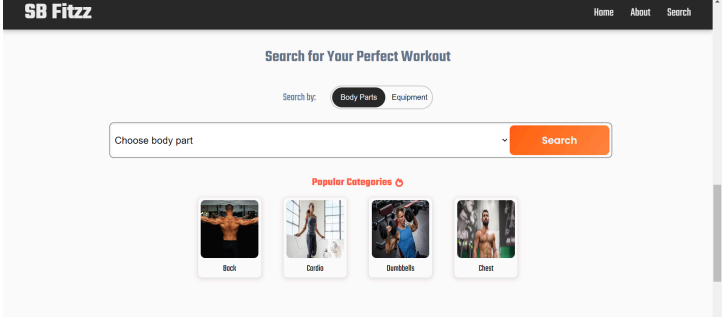 SB Fitzz
Home About Search
Search for Your Perfect Workout
Search by: Body Parts Equipment
Choose body part Search
Popular Categories
Back Cardio Dumbbells Chest